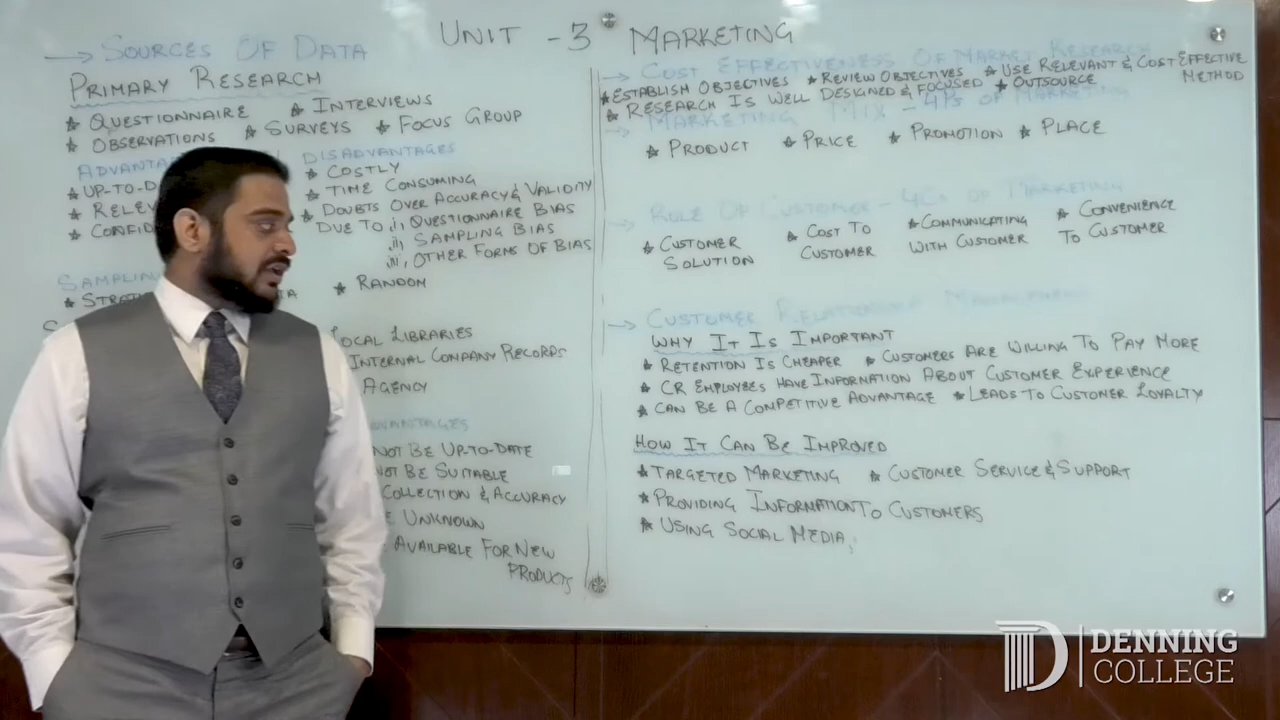 UNIT - 3 MARKETING
→ SOURCES OF DATA
PRIMARY RESEARCH
★ QUESTIONNAIRE ★ INTERVIEWS
★ OBSERVATIONS ★ SURVEYS ★ FOCUS GROUP
DISADVANTAGES
★ UP-TO-D ★ COSTLY
★ RELEV ★ TIME CONSUMING
★ CONFID ★ DOUBTS OVER ACCURACY & VALIDITY
DUE TO i, QUESTIONNAIRE BIAS
ii, SAMPLING BIAS
iii, OTHER FORMS OF BIAS
SAMPLING
★ STRAT ★ RANDOM
LOCAL LIBRARIES
INTERNAL COMPANY RECORDS
AGENCY
VANTAGES
NOT BE UP-TO-DATE
NOT BE SUITABLE
COLLECTION & ACCURACY
UNKNOWN
AVAILABLE FOR NEW
PRODUCTS
→ COST EFFECTIVENESS OF MARKET RESEARCH
★ ESTABLISH OBJECTIVES ★ REVIEW OBJECTIVES ★ USE RELEVANT & COST EFFECTIVE METHOD
★ RESEARCH IS WELL DESIGNED & FOCUSED ★ OUTSOURCE
→ MARKETING MIX - 4Ps OF MARKETING
★ PRODUCT ★ PRICE ★ PROMOTION ★ PLACE
→ ROLE OF CUSTOMER - 4Cs OF MARKETING
★ CUSTOMER SOLUTION ★ COST TO CUSTOMER ★ COMMUNICATING WITH CUSTOMER ★ CONVENIENCE TO CUSTOMER
→ CUSTOMER RELATIONSHIP MANAGEMENT
WHY IT IS IMPORTANT
★ RETENTION IS CHEAPER ★ CUSTOMERS ARE WILLING TO PAY MORE
★ CR EMPLOYEES HAVE INFORMATION ABOUT CUSTOMER EXPERIENCE
★ CAN BE A COMPETITIVE ADVANTAGE ★ LEADS TO CUSTOMER LOYALTY
HOW IT CAN BE IMPROVED
★ TARGETED MARKETING ★ CUSTOMER SERVICE & SUPPORT
★ PROVIDING INFORMATION TO CUSTOMERS
★ USING SOCIAL MEDIA
DENNING
COLLEGE